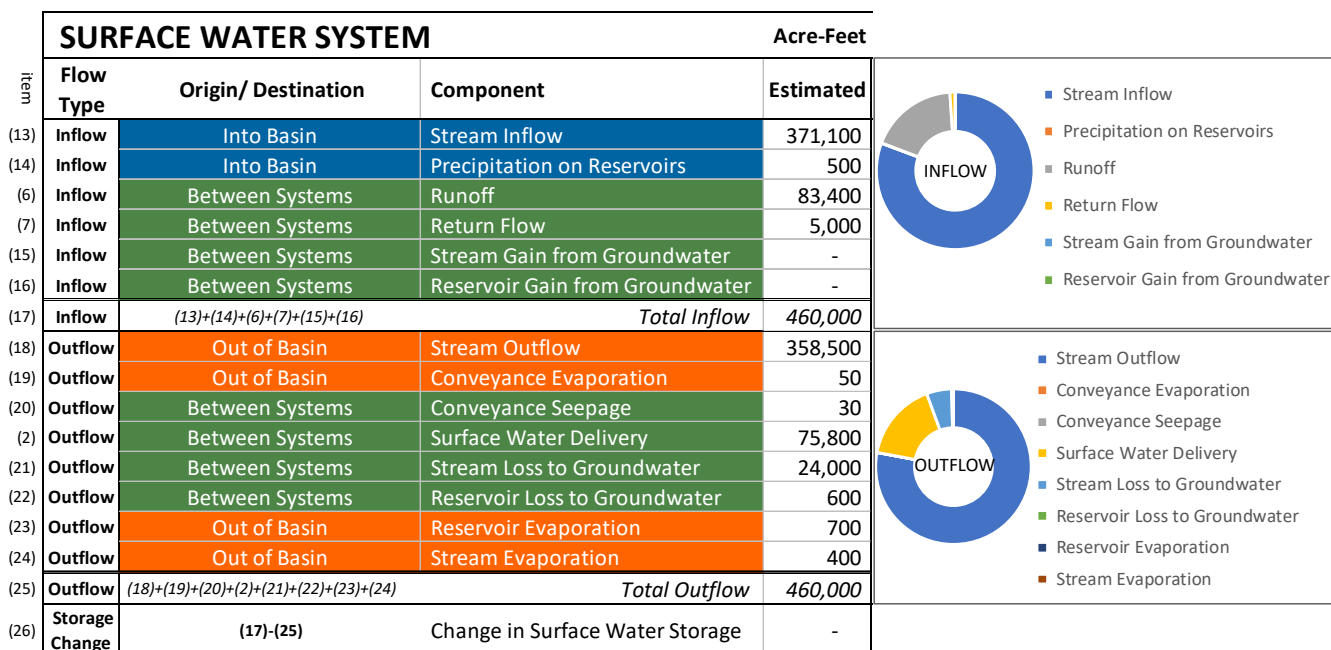 SURFACE WATER SYSTEM Acre-Feet
item Flow Type Origin/ Destination Component Estimated
(13) Inflow Into Basin Stream Inflow 371,100
(14) Inflow Into Basin Precipitation on Reservoirs 500
(6) Inflow Between Systems Runoff 83,400
(7) Inflow Between Systems Return Flow 5,000
(15) Inflow Between Systems Stream Gain from Groundwater -
(16) Inflow Between Systems Reservoir Gain from Groundwater -
(17) Inflow (13)+(14)+(6)+(7)+(15)+(16) Total Inflow 460,000
(18) Outflow Out of Basin Stream Outflow 358,500
(19) Outflow Out of Basin Conveyance Evaporation 50
(20) Outflow Between Systems Conveyance Seepage 30
(2) Outflow Between Systems Surface Water Delivery 75,800
(21) Outflow Between Systems Stream Loss to Groundwater 24,000
(22) Outflow Between Systems Reservoir Loss to Groundwater 600
(23) Outflow Out of Basin Reservoir Evaporation 700
(24) Outflow Out of Basin Stream Evaporation 400
(25) Outflow (18)+(19)+(20)+(2)+(21)+(22)+(23)+(24) Total Outflow 460,000
(26) Storage Change (17)-(25) Change in Surface Water Storage -
INFLOW
Stream Inflow
Precipitation on Reservoirs
Runoff
Return Flow
Stream Gain from Groundwater
Reservoir Gain from Groundwater
OUTFLOW
Stream Outflow
Conveyance Evaporation
Conveyance Seepage
Surface Water Delivery
Stream Loss to Groundwater
Reservoir Loss to Groundwater
Reservoir Evaporation
Stream Evaporation